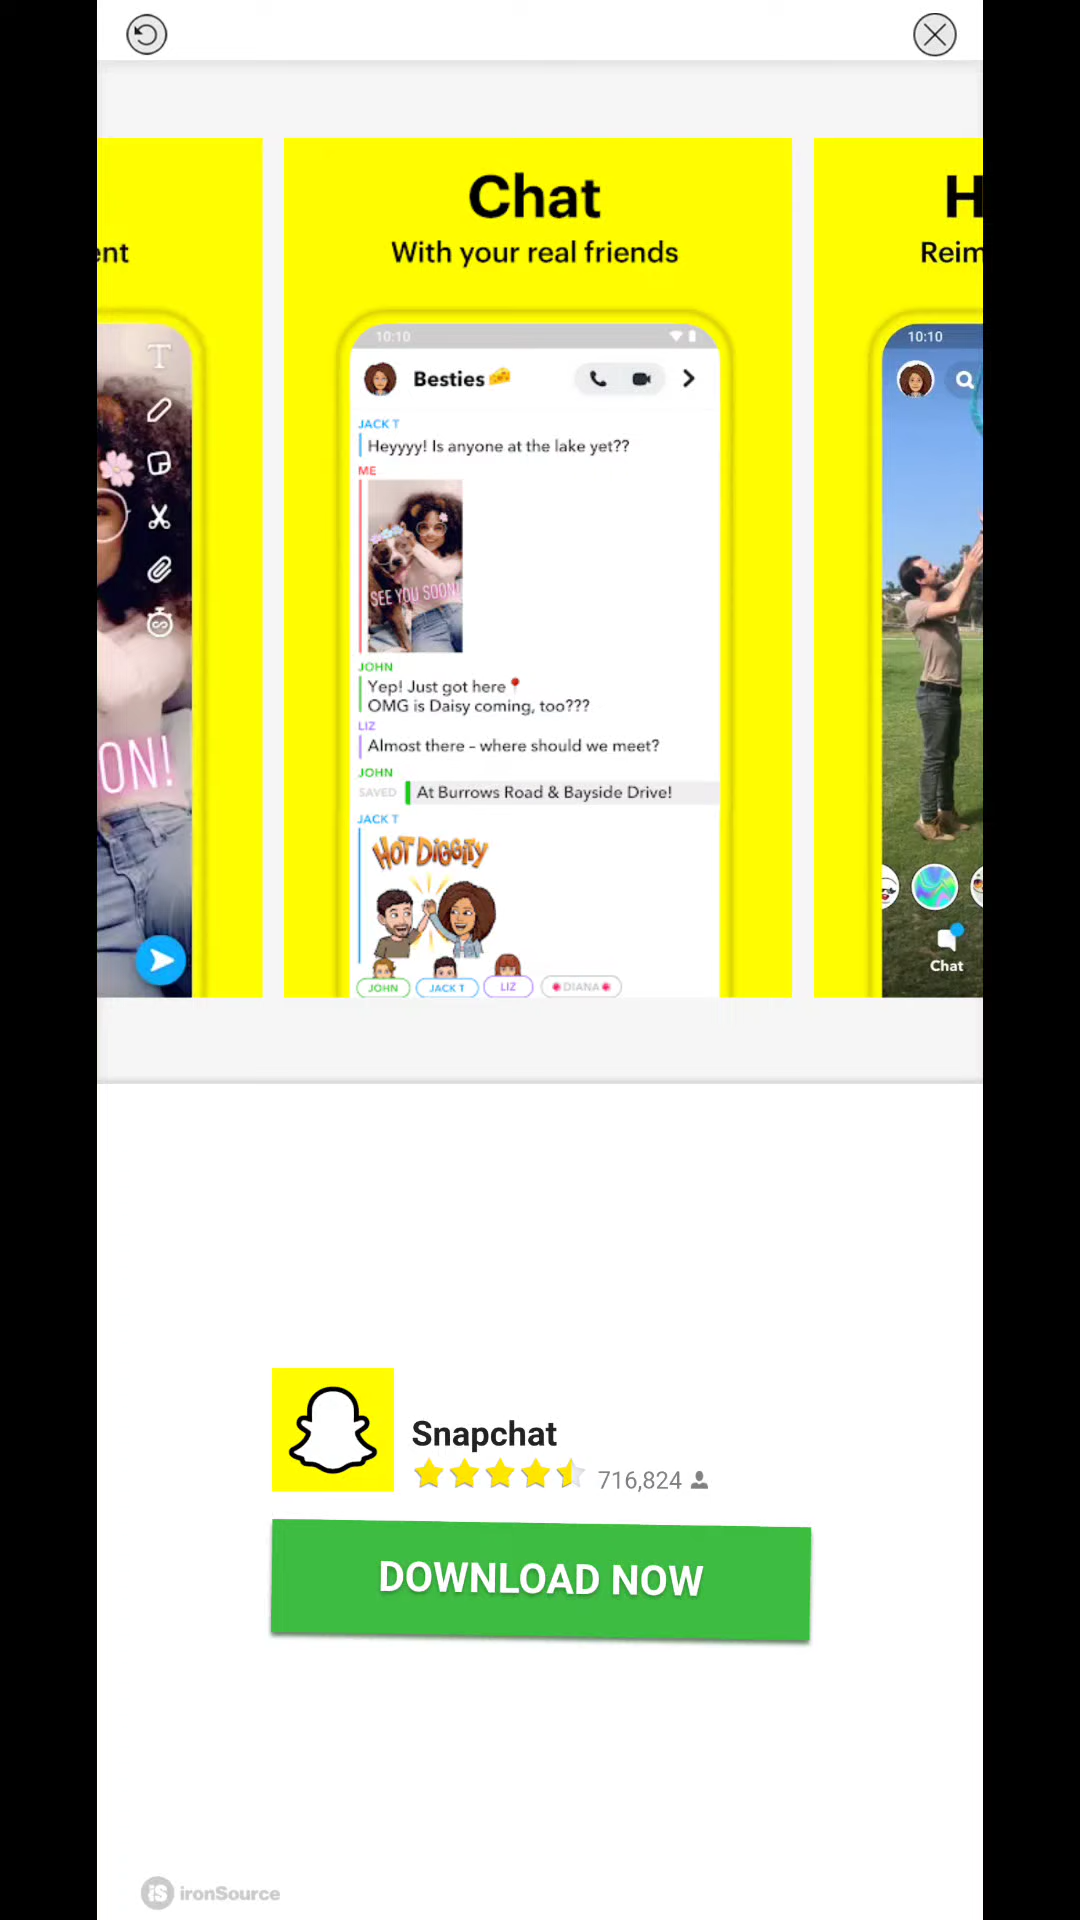 Chat
With your real friends
ent
T
OON!
10:10
Besties
JACK T
Heyyyy! Is anyone at the lake yet??
ME
SEE YOU SOON!
JOHN
Yep! Just got here
OMG is Daisy coming, too???
LIZ
Almost there – where should we meet?
JOHN
SAVED At Burrows Road & Bayside Drive!
JACK T
HOT DIGGITY
JOHN JACK T LIZ DIANA
H
Reim
10:10
Chat
Snapchat
716,824
DOWNLOAD NOW
iS ironSource